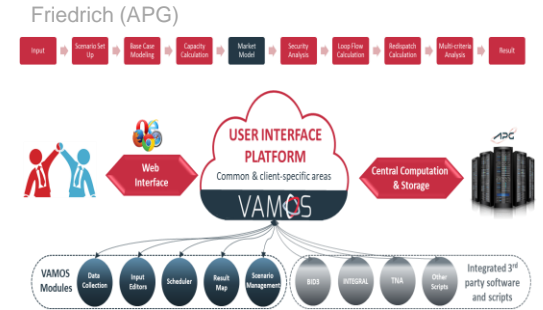 Friedrich (APG)
Input
Scenario Set
Up
Base Case
Modeling
Capacity
Calculation
Market
Model
Security
Analysis
Loop Flow
Calculation
Redispatch
Calculation
Multi-criteria
Analysis
Result
USER INTERFACE
PLATFORM
Common & client-specific areas
VAMOS
Web
Interface
Central Computation
& Storage
APG
VAMOS
Modules
Data
Collection
Input
Editors
Scheduler
Result
Map
Scenario
Management
BID3
INTEGRAL
TNA
Other
Scripts
Integrated 3rd
party software
and scripts